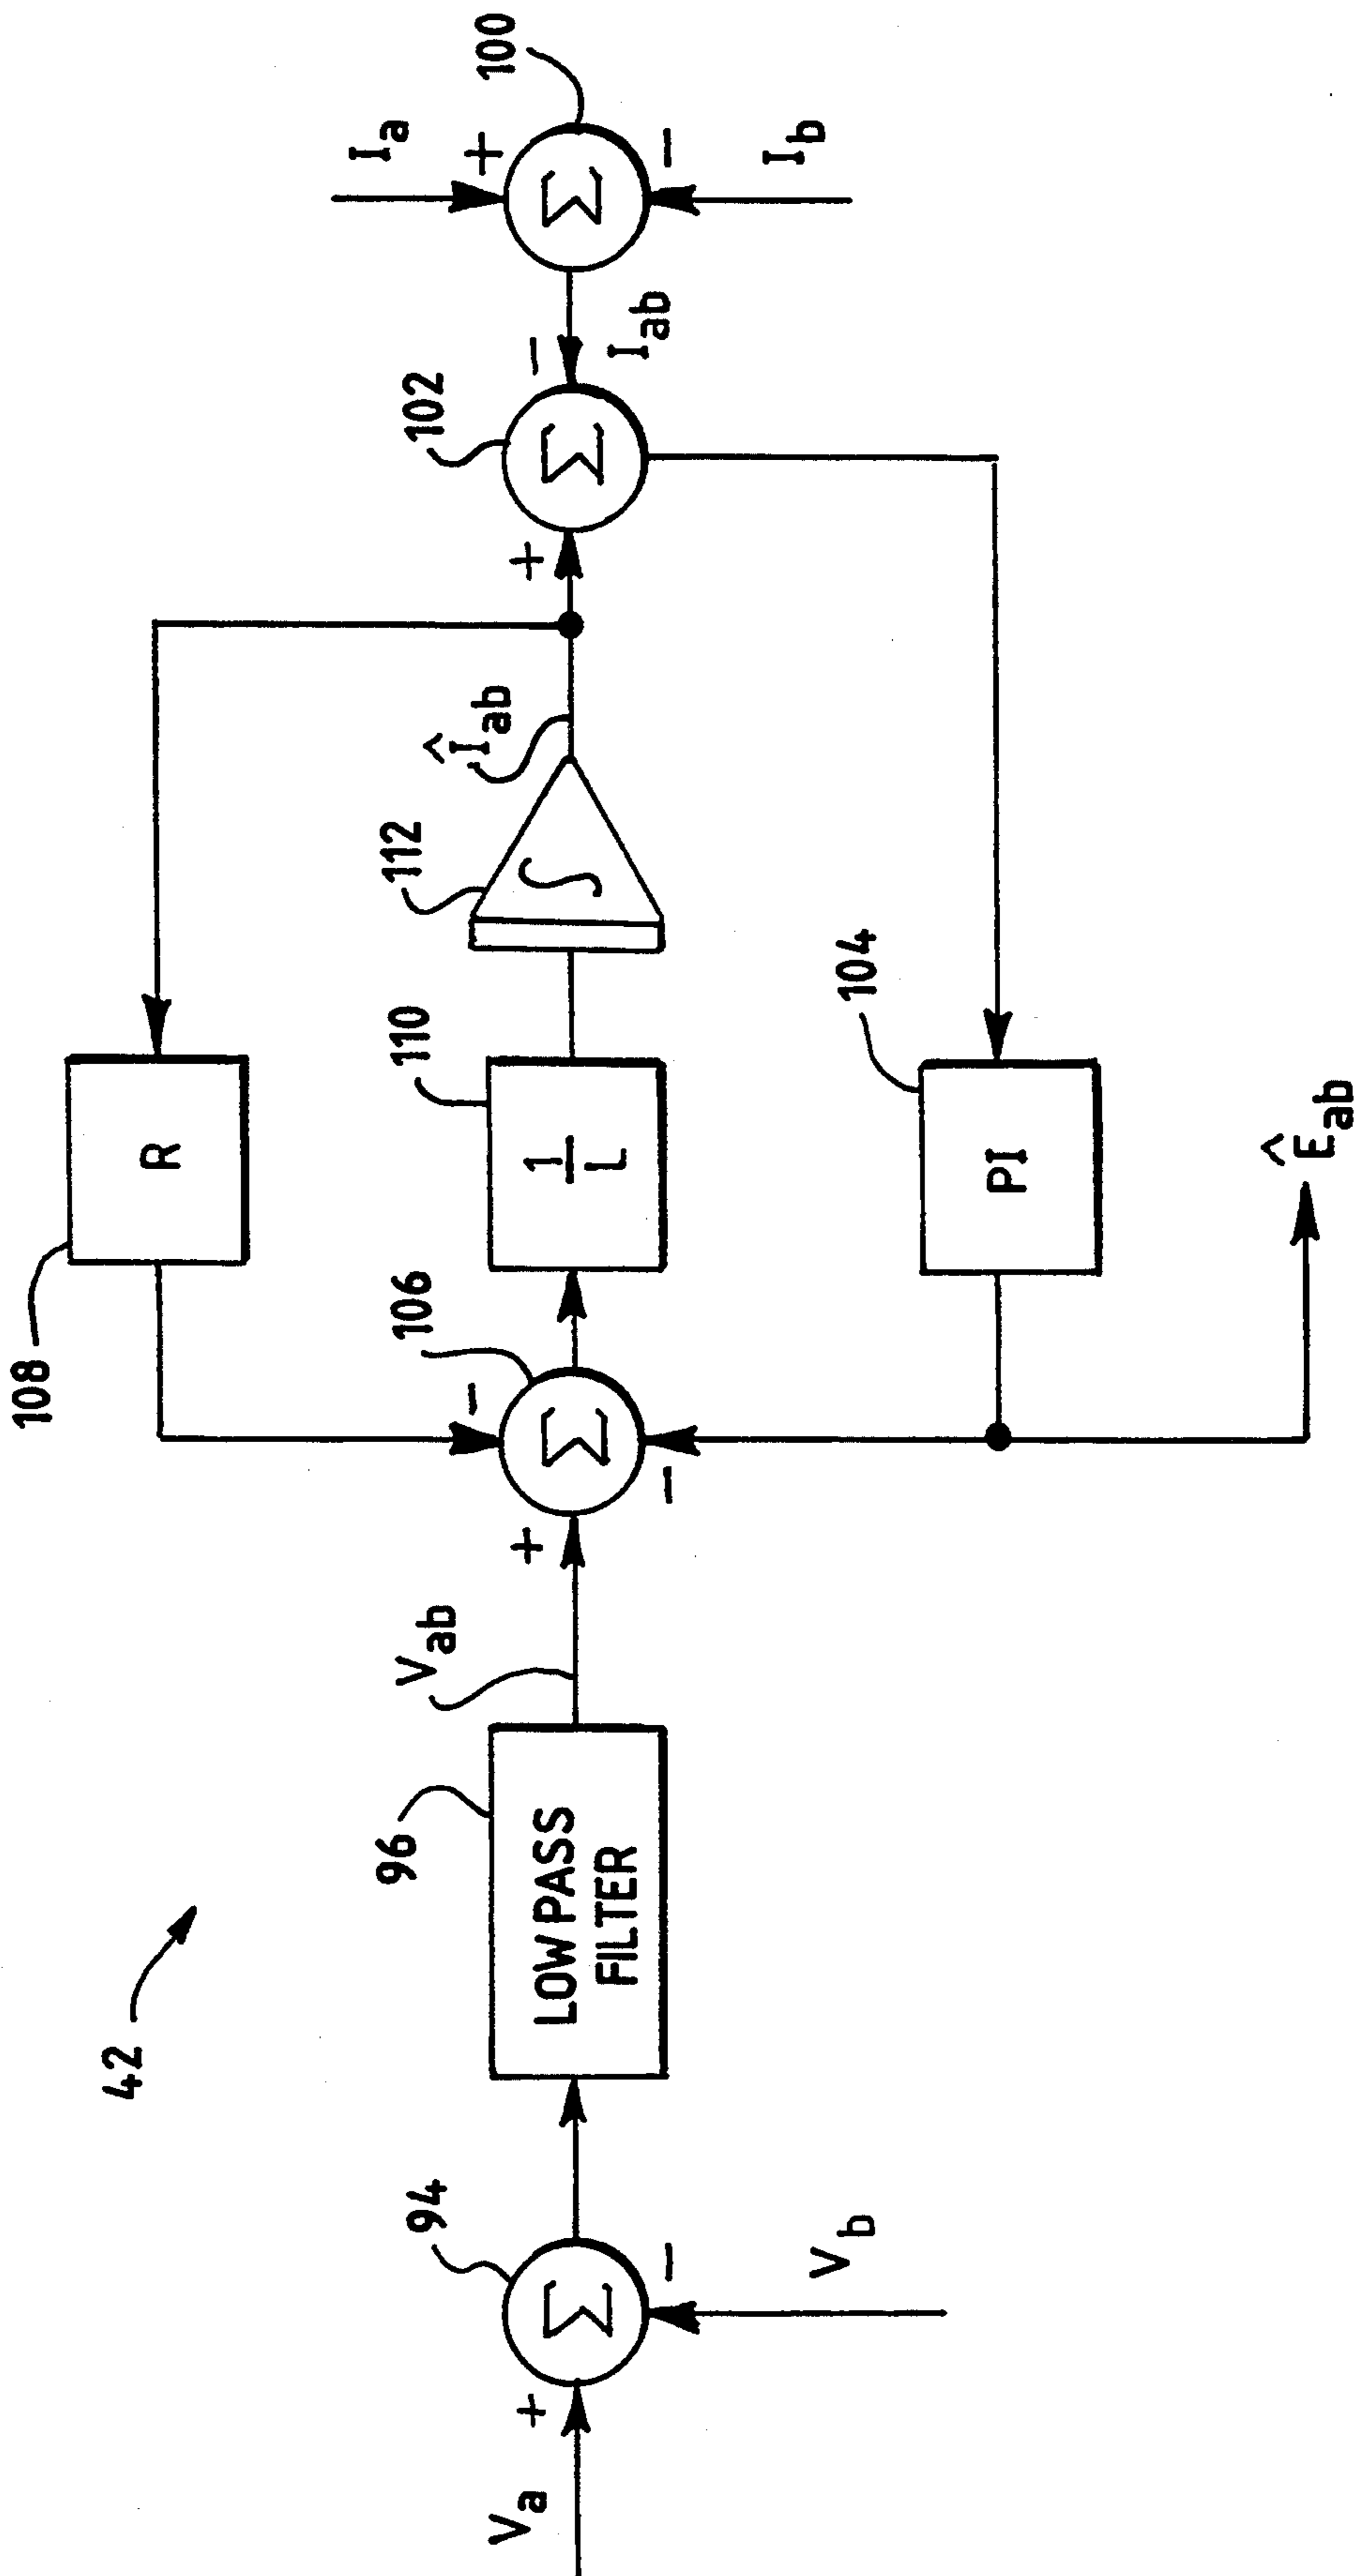 42
108
R
I_a
+
100
Σ
−
I_b
I_ab
−
102
Σ
+
Î_ab
112
∫
110
1/L
106
−
Σ
−
+
V_ab
96
LOW PASS
FILTER
94
Σ
+
V_a
−
V_b
104
PI
Ê_ab